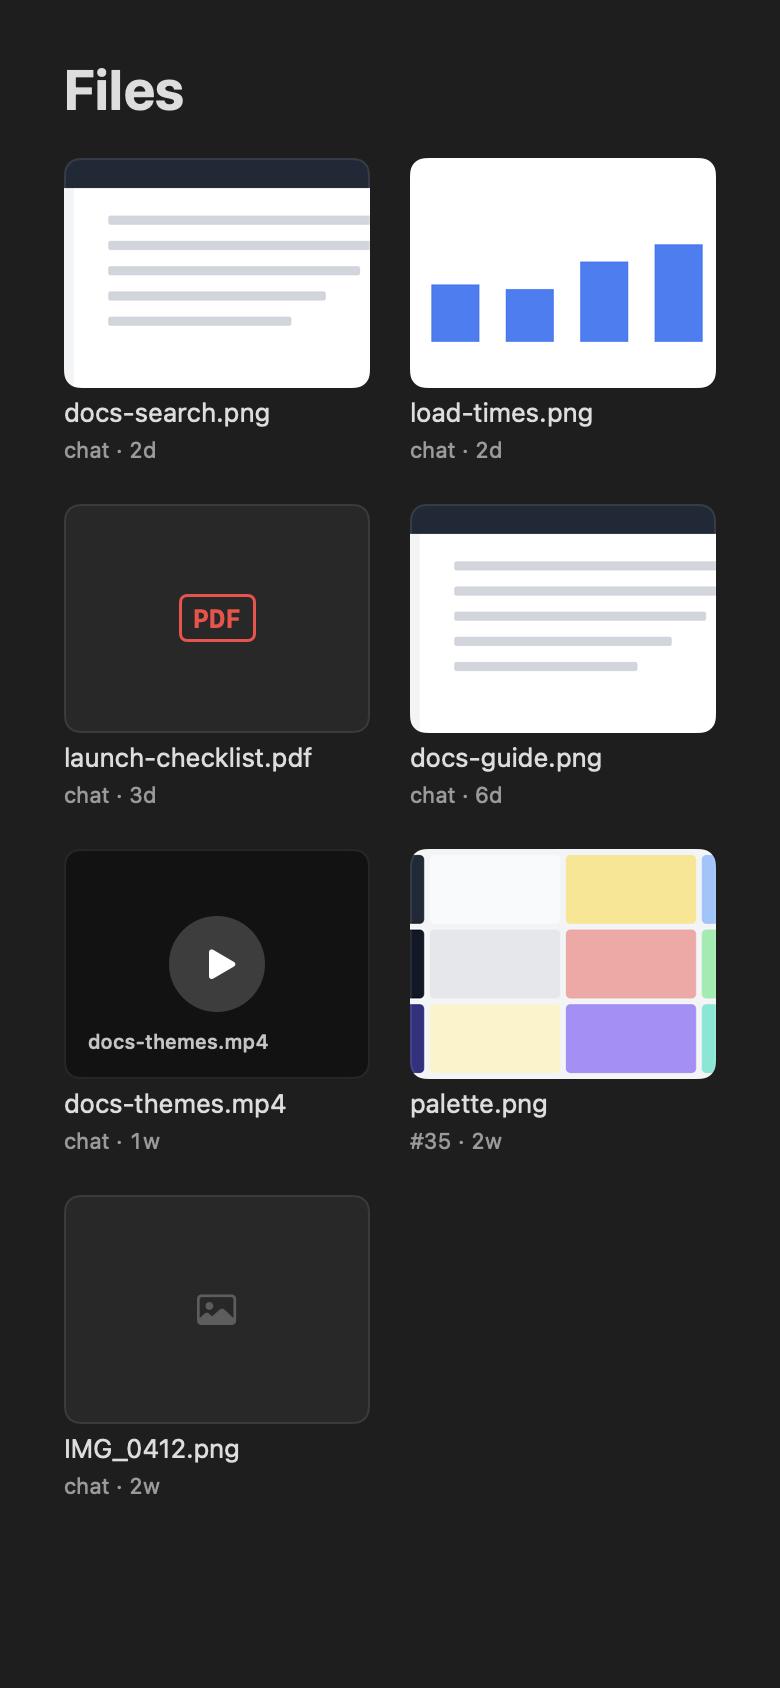 Files
docs-search.png
chat · 2d
load-times.png
chat · 2d
PDF
launch-checklist.pdf
chat · 3d
docs-guide.png
chat · 6d
docs-themes.mp4
docs-themes.mp4
chat · 1w
palette.png
#35 · 2w
IMG_0412.png
chat · 2w